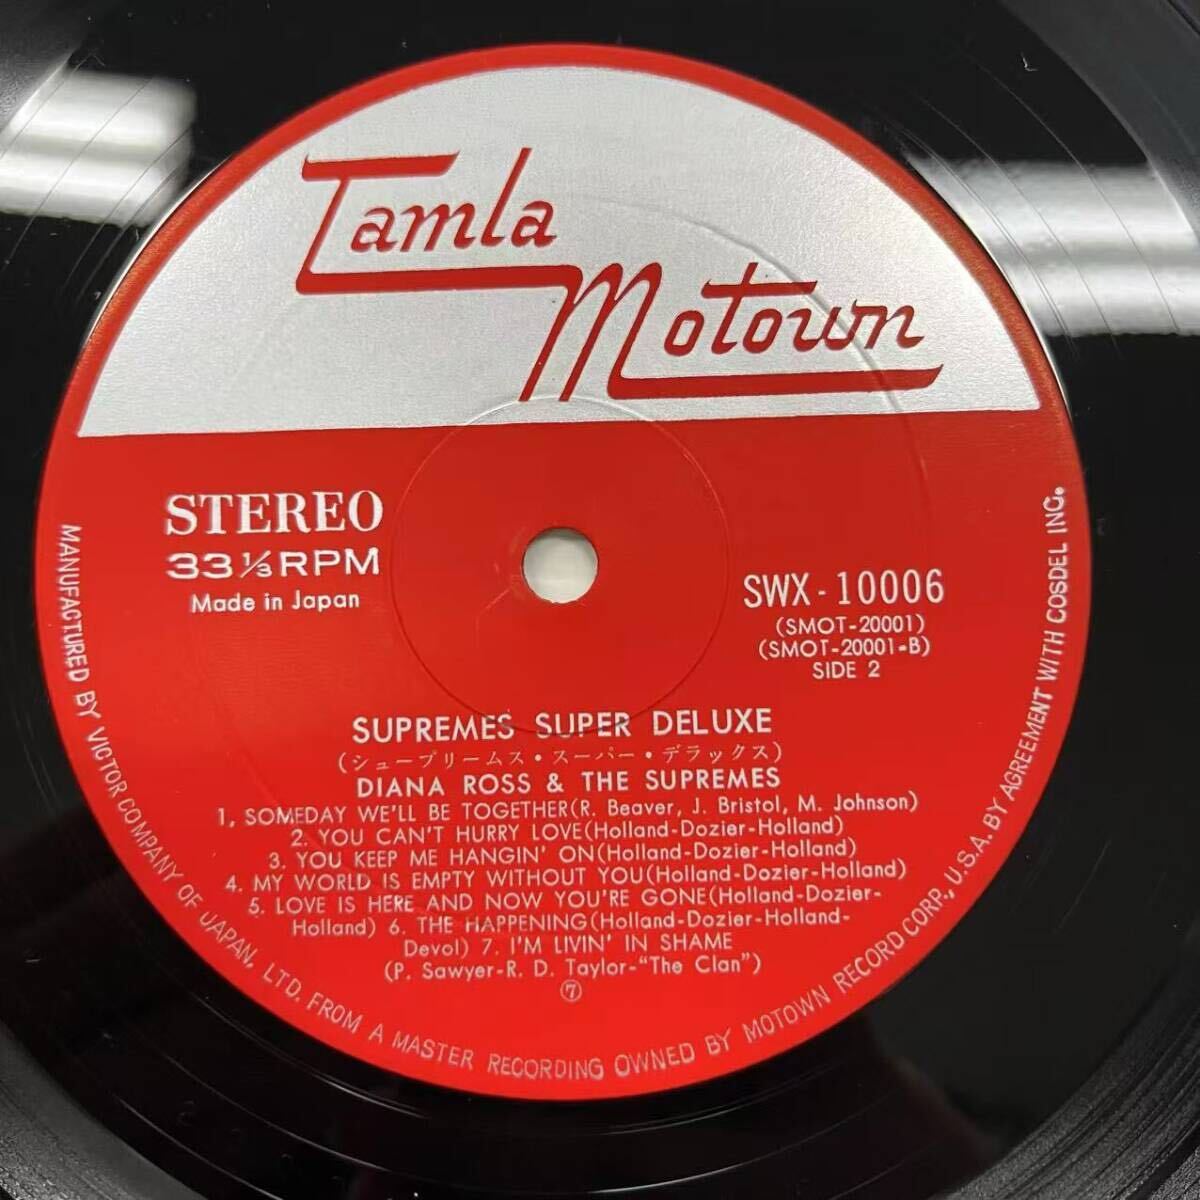 Tamla
Motown
STEREO
33 ⅓ RPM
Made in Japan
SWX-10006
(SMOT-20001)
(SMOT-20001-B)
SIDE 2
SUPREMES SUPER DELUXE
(シュープリームス・スーパー・デラックス)
DIANA ROSS & THE SUPREMES
1, SOMEDAY WE'LL BE TOGETHER(R. Beaver, J. Bristol, M. Johnson)
2. YOU CAN'T HURRY LOVE(Holland-Dozier-Holland)
3. YOU KEEP ME HANGIN' ON(Holland-Dozier-Holland)
4. MY WORLD IS EMPTY WITHOUT YOU(Holland-Dozier-Holland)
5. LOVE IS HERE AND NOW YOU'RE GONE(Holland-Dozier-
Holland) 6. THE HAPPENING(Holland-Dozier-Holland-
Devol) 7. I'M LIVIN' IN SHAME
(P. Sawyer-R. D. Taylor-"The Clan")
⑦
MANUFACTURED BY VICTOR COMPANY OF JAPAN, LTD. FROM A MASTER RECORDING OWNED BY MOTOWN RECORD CORP., U.S.A. BY AGREEMENT WITH COSDEL INC.